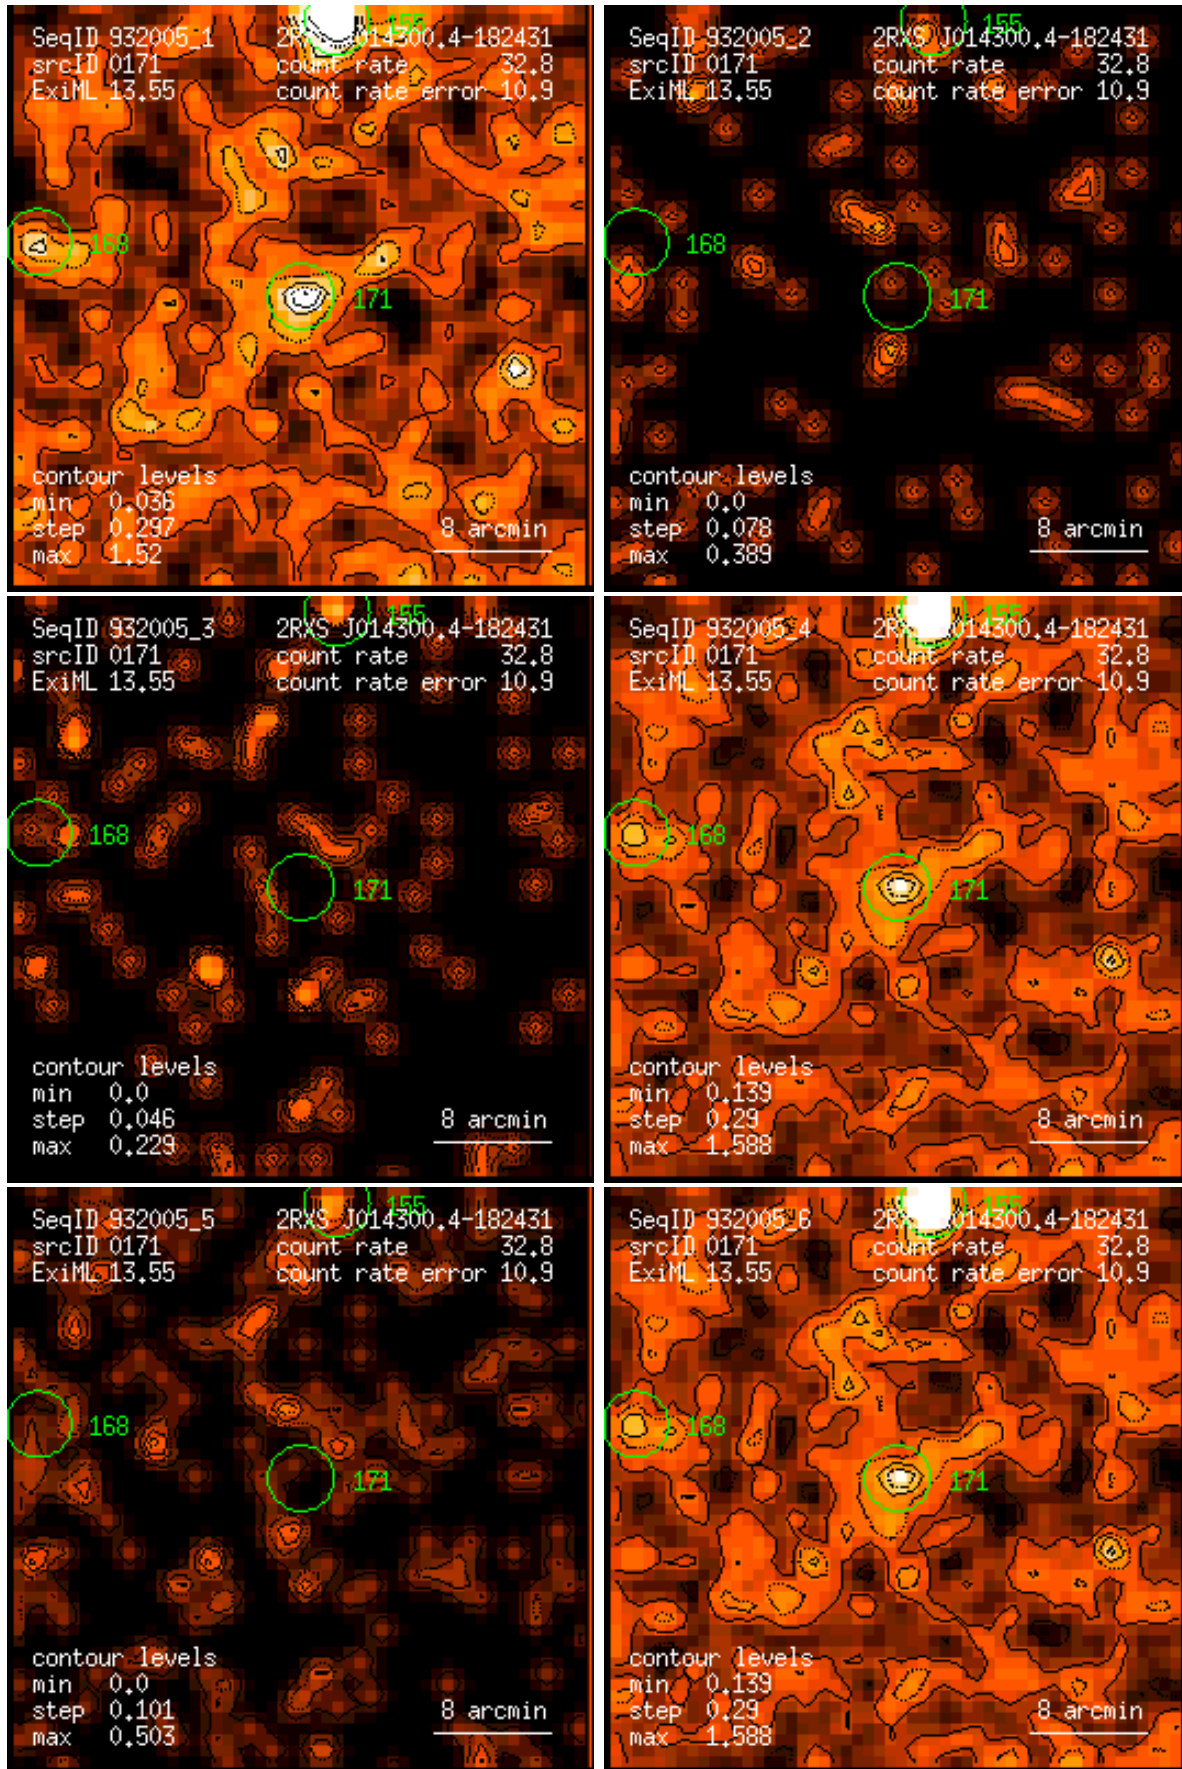 155
SeqID 932005_1 2RXS J014300.4-182431
srcID 0171 count rate 32.8
ExiML 13.55 count rate error 10.9
168
171
contour levels
min 0.036
step 0.297 8 arcmin
max 1.52
155
SeqID 932005_2 2RXS J014300.4-182431
srcID 0171 count rate 32.8
ExiML 13.55 count rate error 10.9
168
171
contour levels
min 0.0
step 0.078 8 arcmin
max 0.389
155
SeqID 932005_3 2RXS J014300.4-182431
srcID 0171 count rate 32.8
ExiML 13.55 count rate error 10.9
168
171
contour levels
min 0.0
step 0.046 8 arcmin
max 0.229
155
SeqID 932005_4 2RXS J014300.4-182431
srcID 0171 count rate 32.8
ExiML 13.55 count rate error 10.9
168
171
contour levels
min 0.139
step 0.29 8 arcmin
max 1.588
155
SeqID 932005_5 2RXS J014300.4-182431
srcID 0171 count rate 32.8
ExiML 13.55 count rate error 10.9
168
171
contour levels
min 0.0
step 0.101 8 arcmin
max 0.503
155
SeqID 932005_6 2RXS J014300.4-182431
srcID 0171 count rate 32.8
ExiML 13.55 count rate error 10.9
168
171
contour levels
min 0.139
step 0.29 8 arcmin
max 1.588